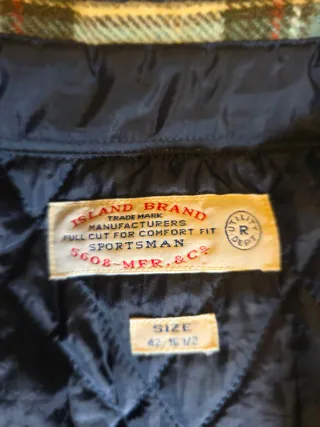 ISLAND BRAND
TRADE MARK
MANUFACTURERS
FULL CUT FOR COMFORT FIT
SPORTSMAN
5608-MFR.&Co
UTILITY
R
DEPT.
SIZE
42-16 1/2